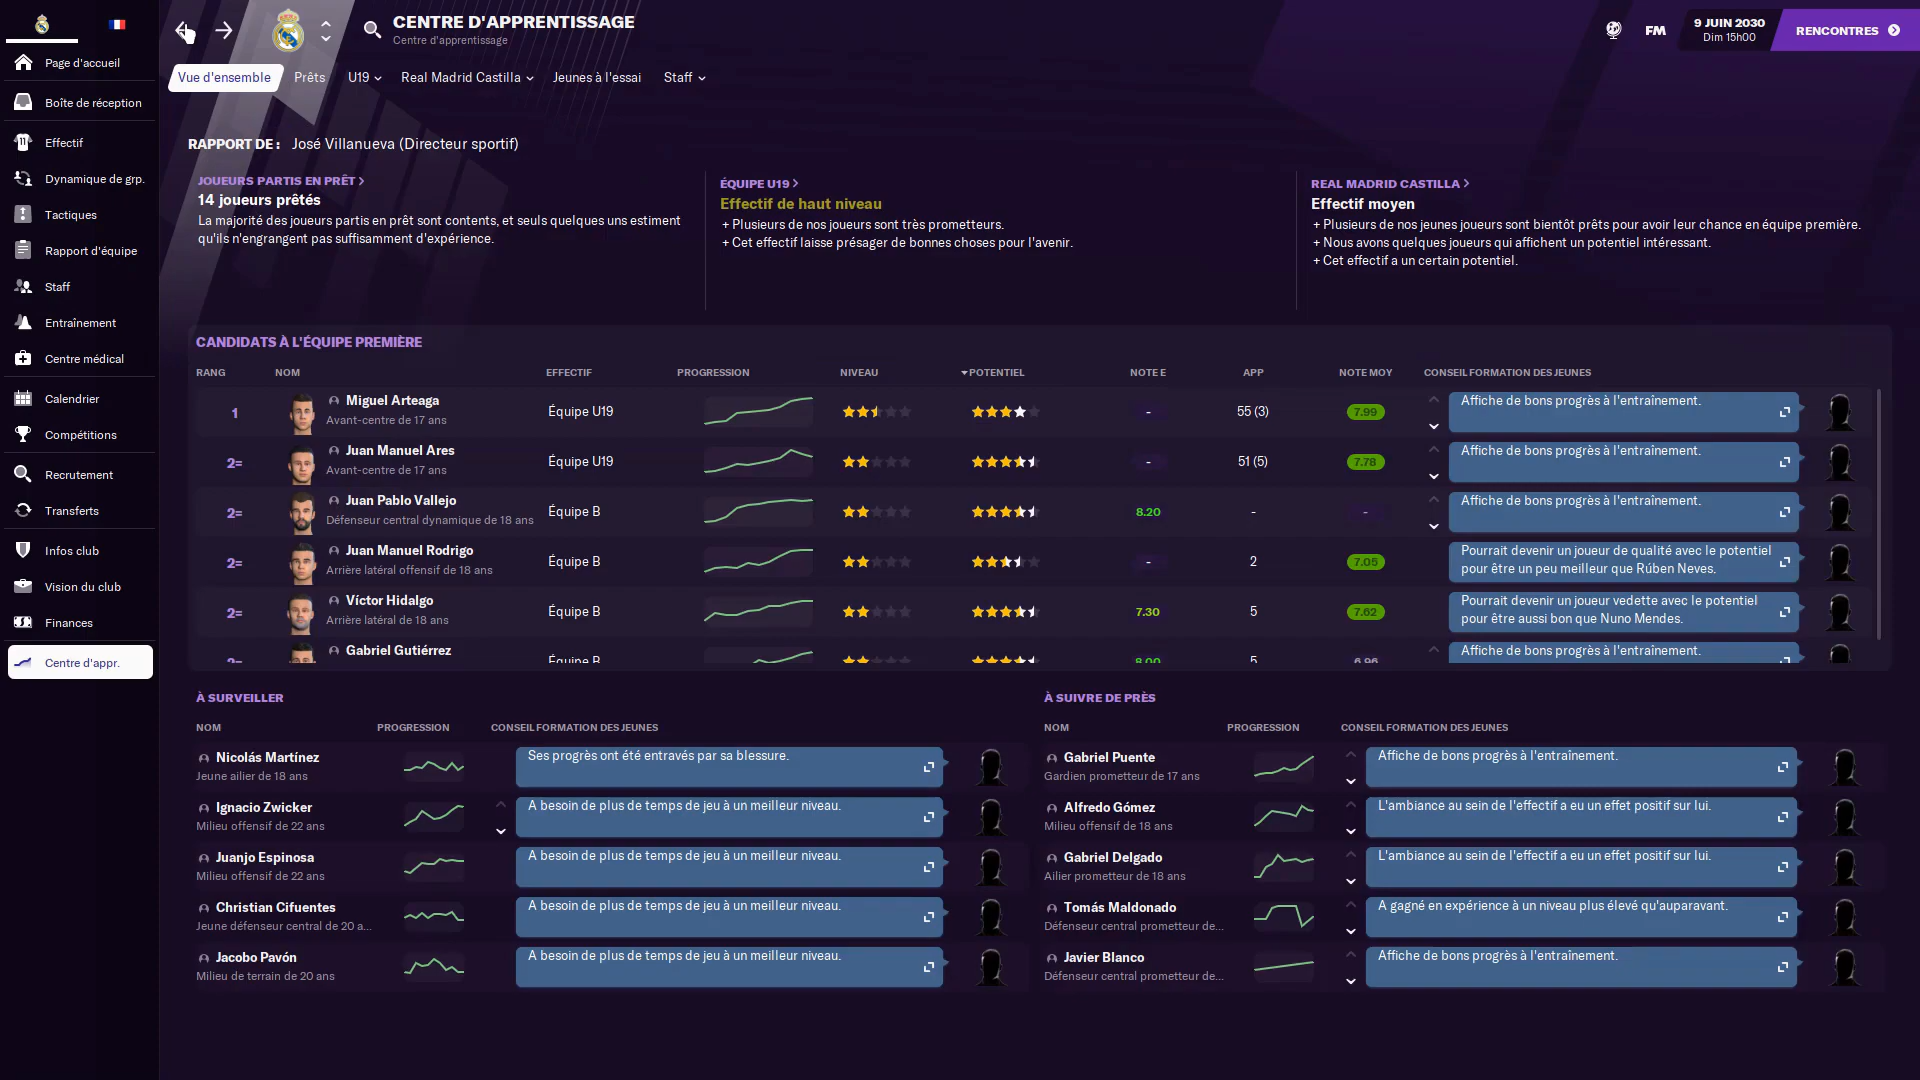 CENTRE D'APPRENTISSAGE
Centre d'apprentissage
FM
9 JUIN 2030
Dim 15h00
RENCONTRES
Vue d'ensemble
Prêts
U19
Real Madrid Castilla
Jeunes à l'essai
Staff
Page d'accueil
Boîte de réception
Effectif
Dynamique de grp.
Tactiques
Rapport d'équipe
Staff
Entraînement
Centre médical
Calendrier
Compétitions
Recrutement
Transferts
Infos club
Vision du club
Finances
Centre d'appr.
RAPPORT DE : José Villanueva (Directeur sportif)
JOUEURS PARTIS EN PRÊT >
14 joueurs prêtés
La majorité des joueurs partis en prêt sont contents, et seuls quelques uns estiment
qu'ils n'engrangent pas suffisamment d'expérience.
ÉQUIPE U19 >
Effectif de haut niveau
+ Plusieurs de nos joueurs sont très prometteurs.
+ Cet effectif laisse présager de bonnes choses pour l'avenir.
REAL MADRID CASTILLA >
Effectif moyen
+ Plusieurs de nos jeunes joueurs sont bientôt prêts pour avoir leur chance en équipe première.
+ Nous avons quelques joueurs qui affichent un potentiel intéressant.
+ Cet effectif a un certain potentiel.
CANDIDATS À L'ÉQUIPE PREMIÈRE
RANG NOM EFFECTIF PROGRESSION NIVEAU POTENTIEL NOTE E APP NOTE MOY CONSEIL FORMATION DES JEUNES
1 Miguel Arteaga
Avant-centre de 17 ans
Équipe U19 - 55 (3) 7.99
Affiche de bons progrès à l'entraînement.
2= Juan Manuel Ares
Avant-centre de 17 ans
Équipe U19 - 51 (5) 7.78
Affiche de bons progrès à l'entraînement.
2= Juan Pablo Vallejo
Défenseur central dynamique de 18 ans
Équipe B 8.20 - -
Affiche de bons progrès à l'entraînement.
2= Juan Manuel Rodrigo
Arrière latéral offensif de 18 ans
Équipe B - 2 7.05
Pourrait devenir un joueur de qualité avec le potentiel
pour être un peu meilleur que Rúben Neves.
2= Víctor Hidalgo
Arrière latéral de 18 ans
Équipe B 7.30 5 7.62
Pourrait devenir un joueur vedette avec le potentiel
pour être aussi bon que Nuno Mendes.
2= Gabriel Gutiérrez
Équipe B 8.00 5 6.96
Affiche de bons progrès à l'entraînement.
À SURVEILLER
NOM PROGRESSION CONSEIL FORMATION DES JEUNES
Nicolás Martínez
Jeune ailier de 18 ans
Ses progrès ont été entravés par sa blessure.
Ignacio Zwicker
Milieu offensif de 22 ans
A besoin de plus de temps de jeu à un meilleur niveau.
Juanjo Espinosa
Milieu offensif de 22 ans
A besoin de plus de temps de jeu à un meilleur niveau.
Christian Cifuentes
Jeune défenseur central de 20 a...
A besoin de plus de temps de jeu à un meilleur niveau.
Jacobo Pavón
Milieu de terrain de 20 ans
A besoin de plus de temps de jeu à un meilleur niveau.
À SUIVRE DE PRÈS
NOM PROGRESSION CONSEIL FORMATION DES JEUNES
Gabriel Puente
Gardien prometteur de 17 ans
Affiche de bons progrès à l'entraînement.
Alfredo Gómez
Milieu offensif de 18 ans
L'ambiance au sein de l'effectif a eu un effet positif sur lui.
Gabriel Delgado
Ailier prometteur de 18 ans
L'ambiance au sein de l'effectif a eu un effet positif sur lui.
Tomás Maldonado
Défenseur central prometteur de...
A gagné en expérience à un niveau plus élevé qu'auparavant.
Javier Blanco
Défenseur central prometteur de...
Affiche de bons progrès à l'entraînement.